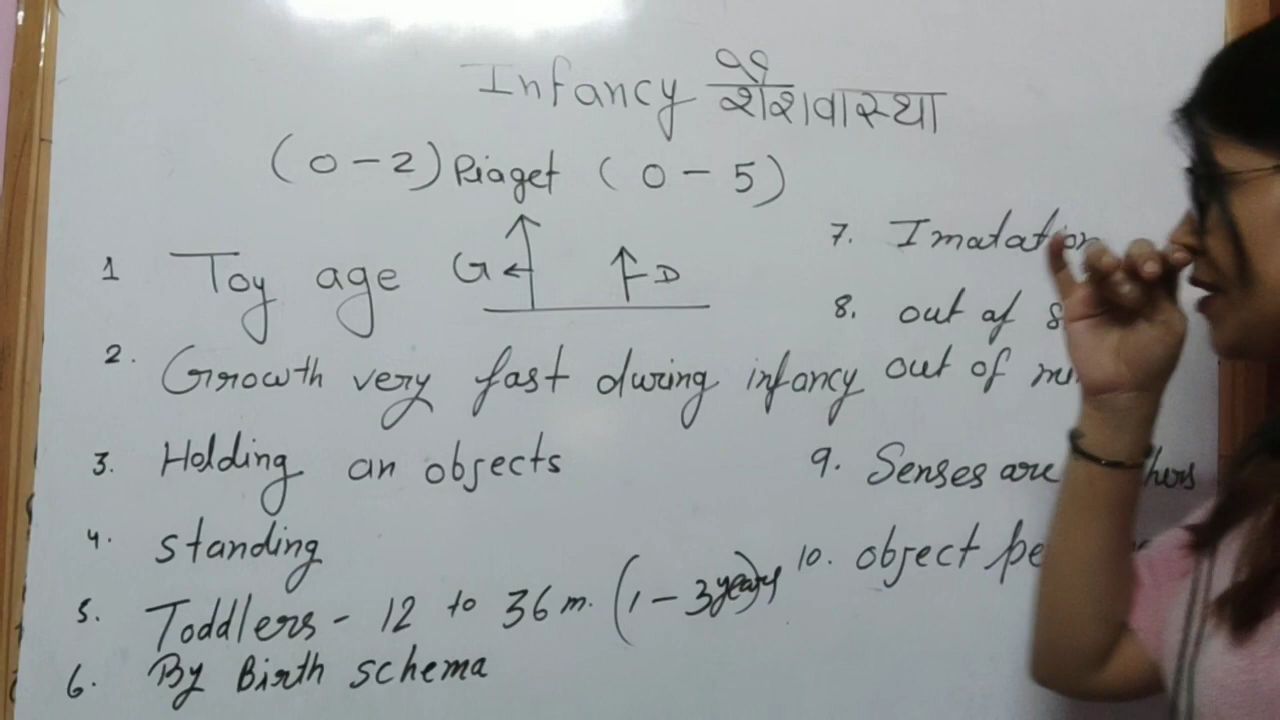 Infancy शैशवास्था
(0-2) Piaget (0-5)
1 Toy age G D
2. Growth very fast during infancy
3. Holding an objects
4. standing
5. Toddlers - 12 to 36 m. (1-3 years)
6. By Birth schema
7. Imatation
8. out of
out of
9. Senses are
10. object